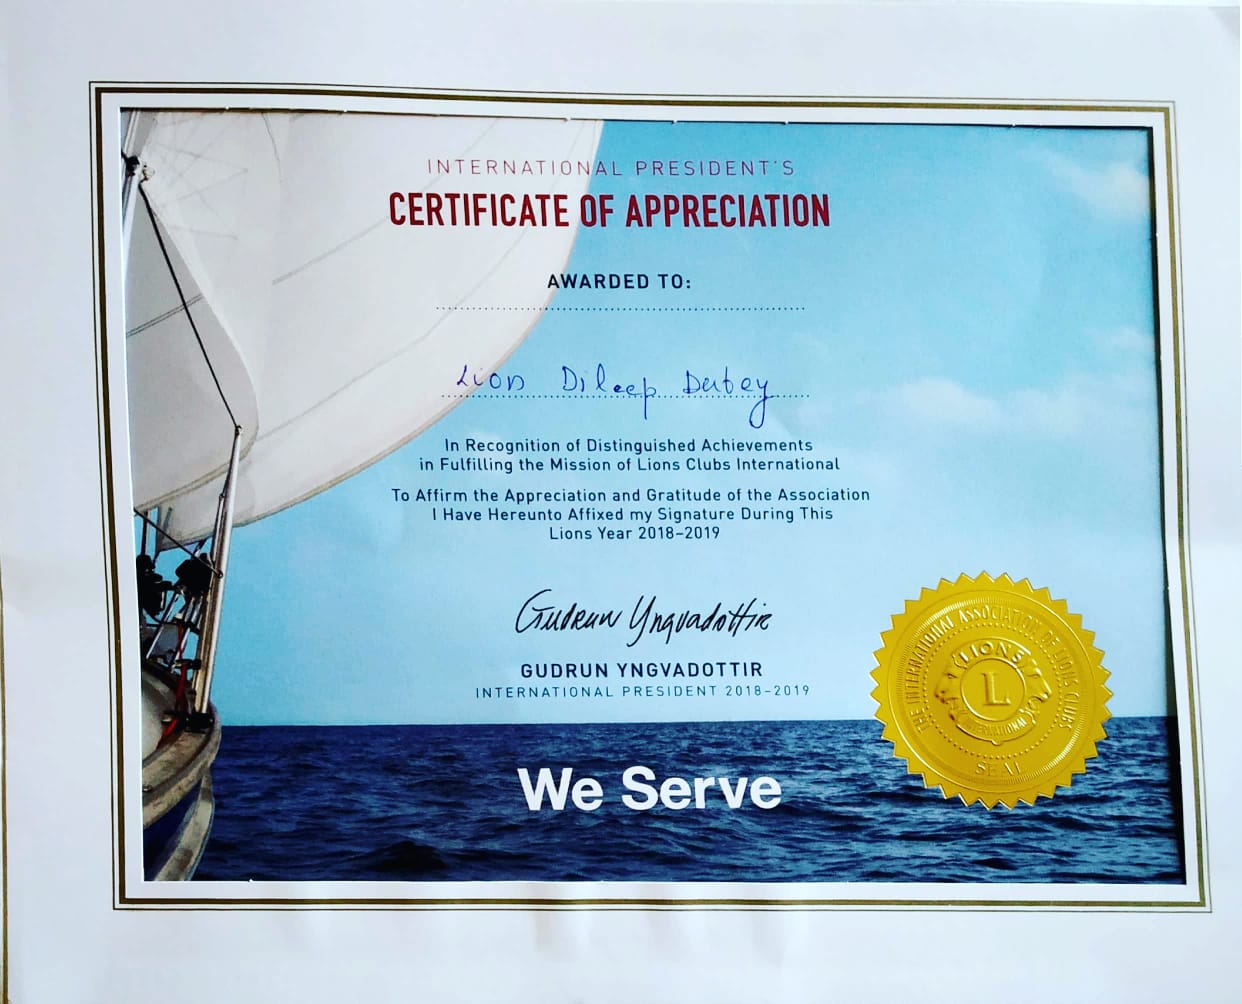 INTERNATIONAL PRESIDENT'S
CERTIFICATE OF APPRECIATION
AWARDED TO:
Lion Dileep Dubey
In Recognition of Distinguished Achievements
in Fulfilling the Mission of Lions Clubs International
To Affirm the Appreciation and Gratitude of the Association
I Have Hereunto Affixed my Signature During This
Lions Year 2018–2019
Gudrun Yngvadottir
GUDRUN YNGVADOTTIR
INTERNATIONAL PRESIDENT 2018–2019
We Serve
THE INTERNATIONAL ASSOCIATION OF LIONS CLUBS
LIONS
L
INTERNATIONAL
SEAL